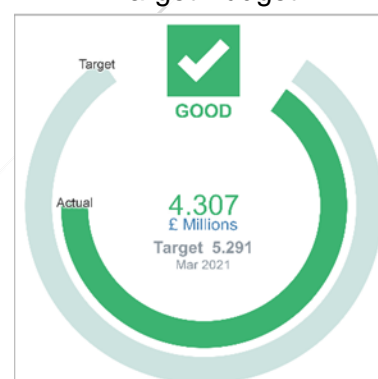 Target
GOOD
Actual
4.307
£ Millions
Target 5.291
Mar 2021